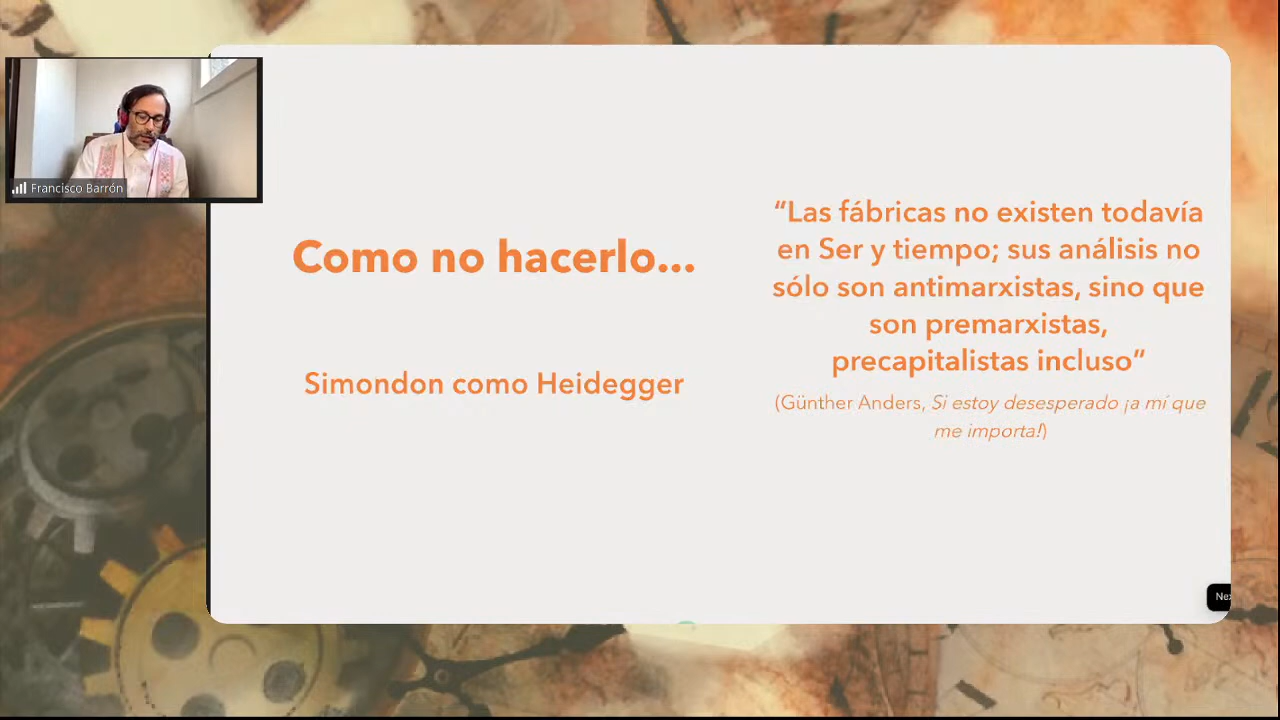 Francisco Barrón
Como no hacerlo...
Simondon como Heidegger
“Las fábricas no existen todavía
en Ser y tiempo; sus análisis no
sólo son antimarxistas, sino que
son premarxistas,
precapitalistas incluso”
(Günther Anders, Si estoy desesperado ¡a mí que
me importa!)